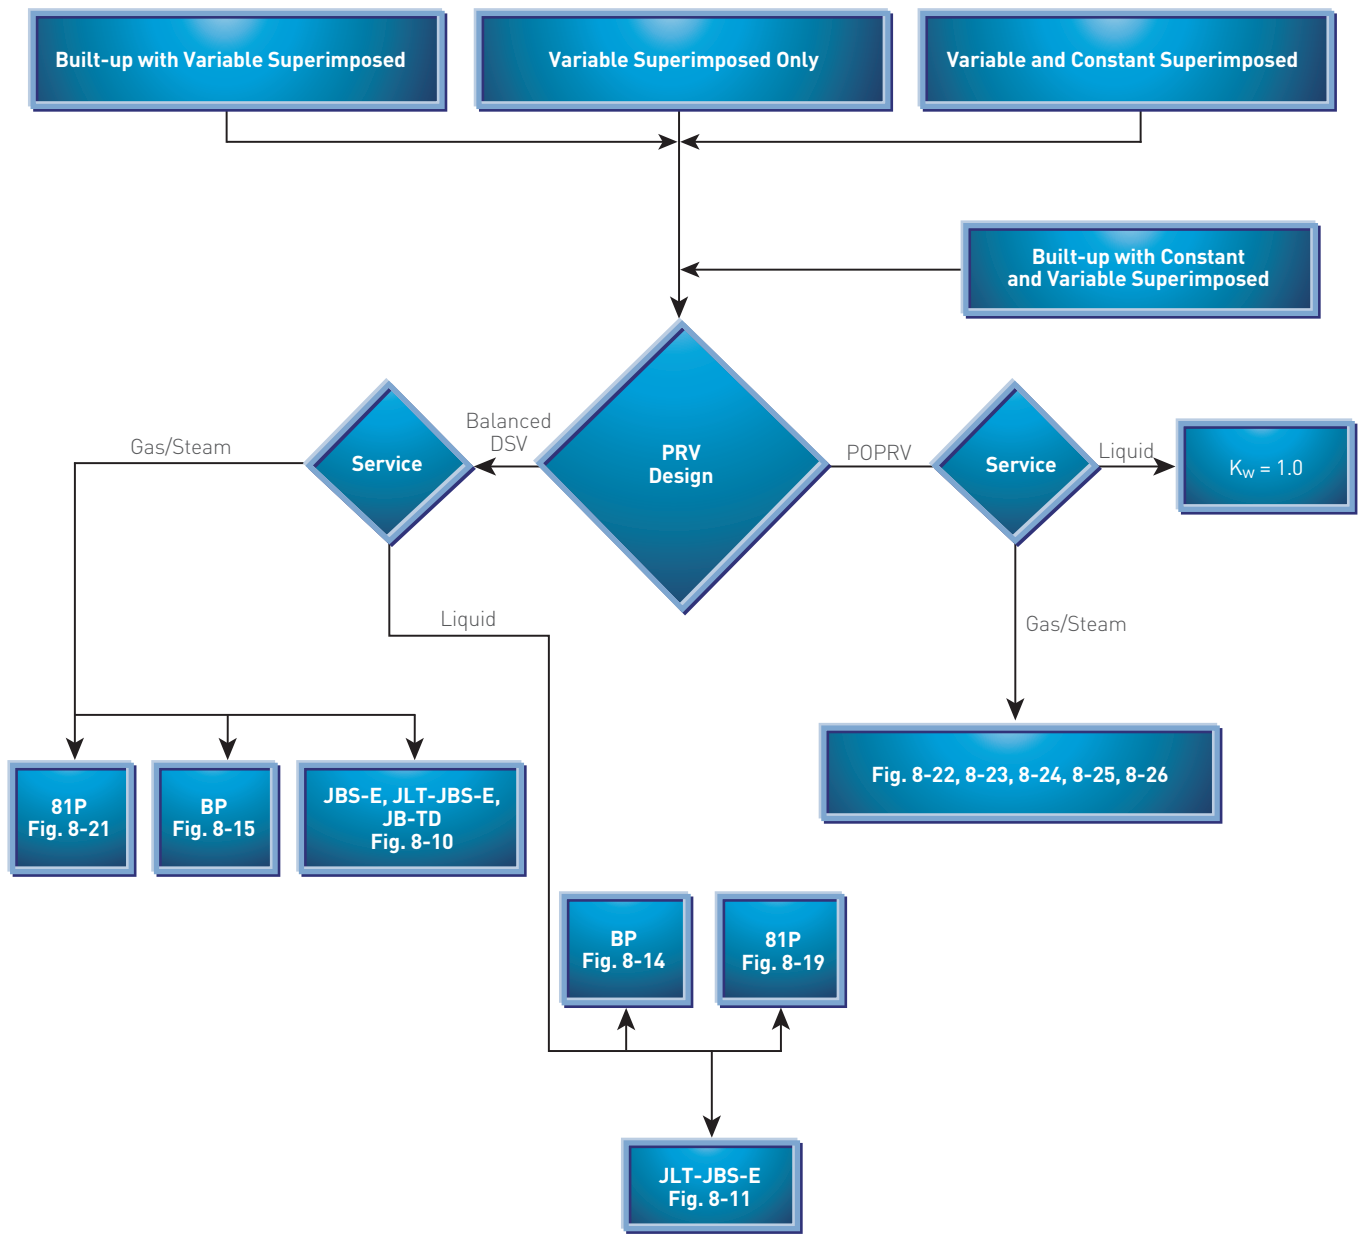 Built-up with Variable Superimposed
Variable Superimposed Only
Variable and Constant Superimposed
Built-up with Constant
and Variable Superimposed
Gas/Steam
Service
Balanced
DSV
PRV
Design
POPRV
Service
Liquid
Kw = 1.0
Liquid
Gas/Steam
81P
Fig. 8-21
BP
Fig. 8-15
JBS-E, JLT-JBS-E,
JB-TD
Fig. 8-10
Fig. 8-22, 8-23, 8-24, 8-25, 8-26
BP
Fig. 8-14
81P
Fig. 8-19
JLT-JBS-E
Fig. 8-11